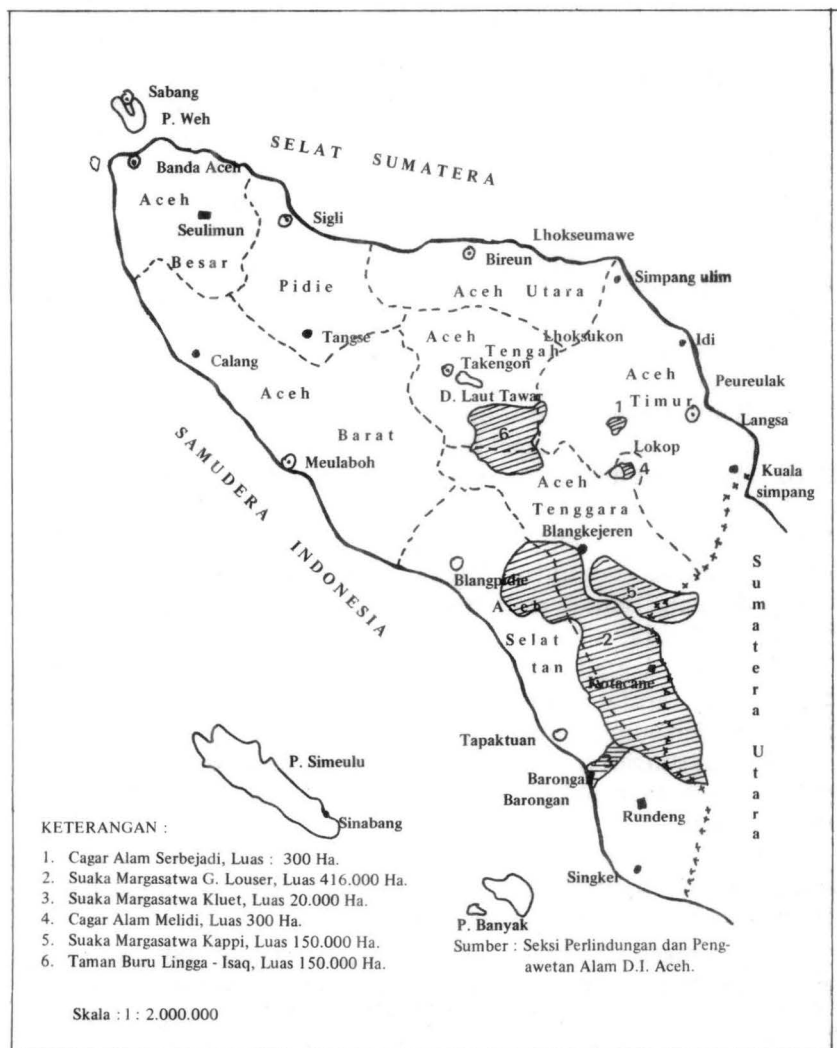 Sabang
P. Weh
SELAT SUMATERA
Banda Aceh
Aceh
Seulimun
Besar
Sigli
Pidie
Lhokseumawe
Bireun
Simpang ulim
Aceh Utara
Tangse
Aceh
Tengah
Lhoksukon
Idi
Calang
Takengon
Aceh
Timur
Peureulak
Aceh
Barat
D. Laut Tawar
6
1
Langsa
Meulaboh
Lokop
4
Kuala
simpang
Aceh
Tenggara
SAMUDERA INDONESIA
Blangkejeren
Blangpidie
5
Aceh
Selat
tan
2
Kotacane
Sumatera Utara
Tapaktuan
3
P. Simeulu
Barongan
Barongan
Sinabang
Rundeng
Singkel
P. Banyak
KETERANGAN :
1. Cagar Alam Serbejadi, Luas : 300 Ha.
2. Suaka Margasatwa G. Louser, Luas 416.000 Ha.
3. Suaka Margasatwa Kluet, Luas 20.000 Ha.
4. Cagar Alam Melidi, Luas 300 Ha.
5. Suaka Margasatwa Kappi, Luas 150.000 Ha.
6. Taman Buru Lingga - Isaq, Luas 150.000 Ha.
Sumber : Seksi Perlindungan dan Peng-
awetan Alam D.I. Aceh.
Skala : 1 : 2.000.000